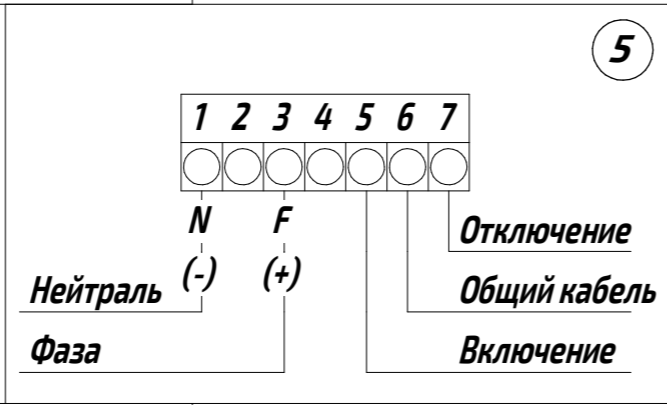 5
1 2 3 4 5 6 7
N F
(-) (+)
Отключение
Нейтраль
Общий кабель
Фаза
Включение